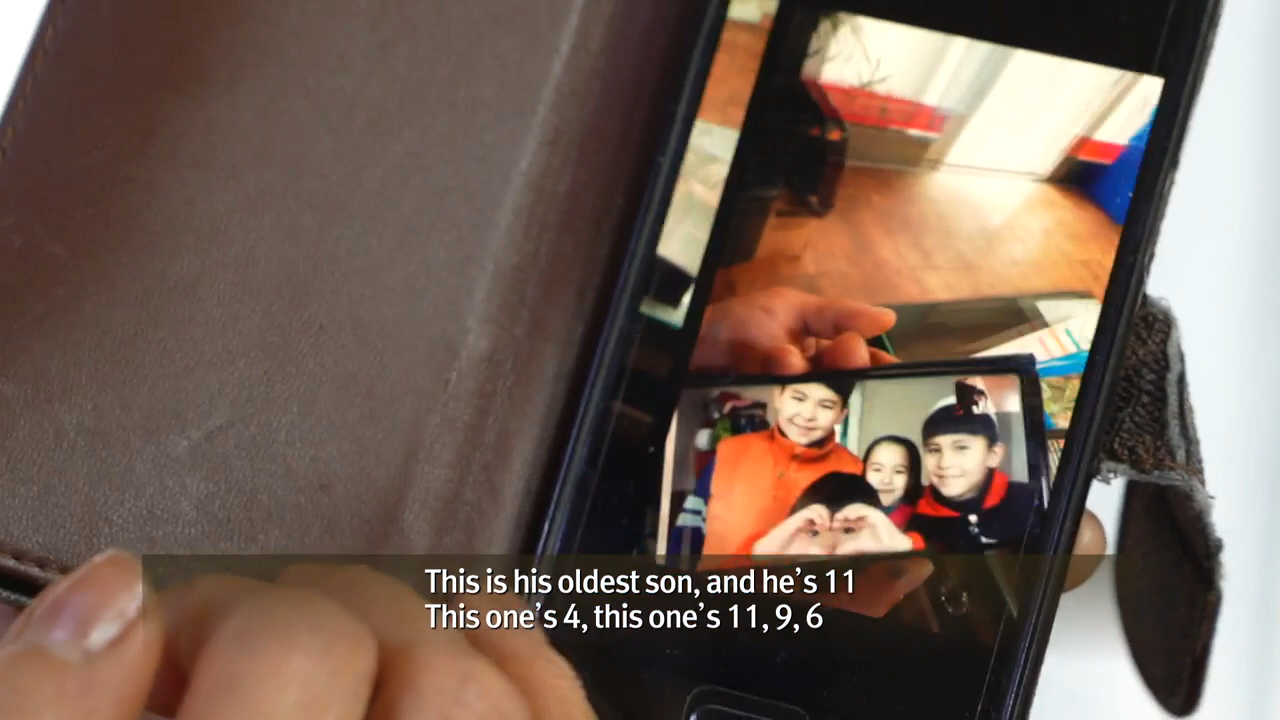 This is his oldest son, and he’s 11
This one’s 4, this one’s 11, 9, 6